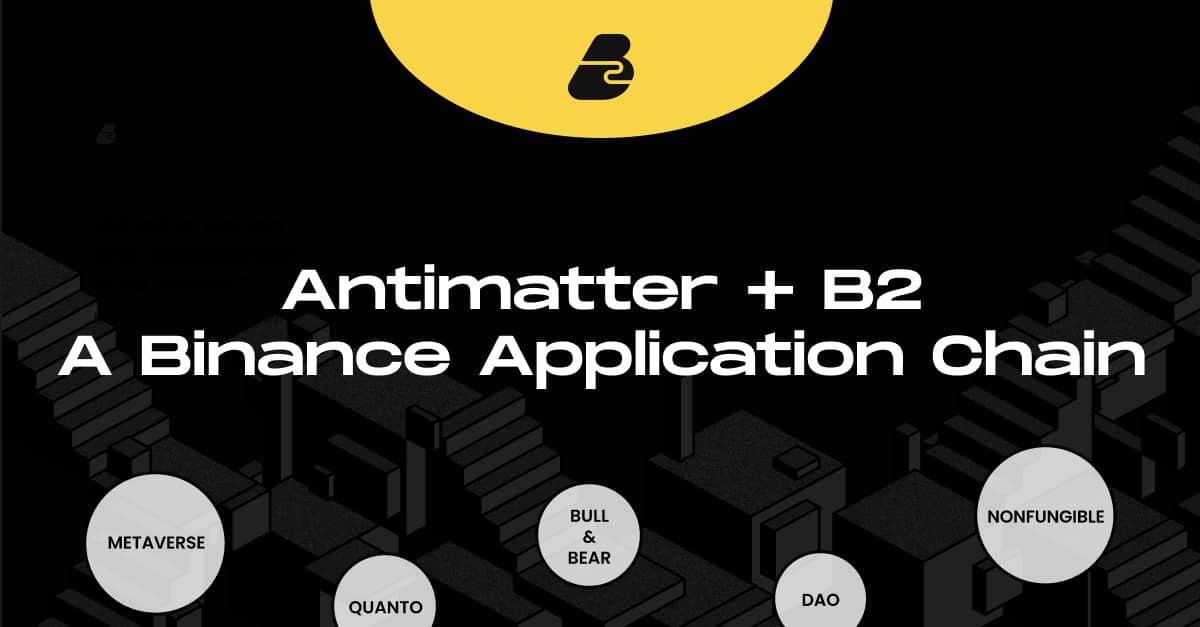 Antimatter + B2
A Binance Application Chain
METAVERSE
QUANTO
BULL
&
BEAR
DAO
NONFUNGIBLE